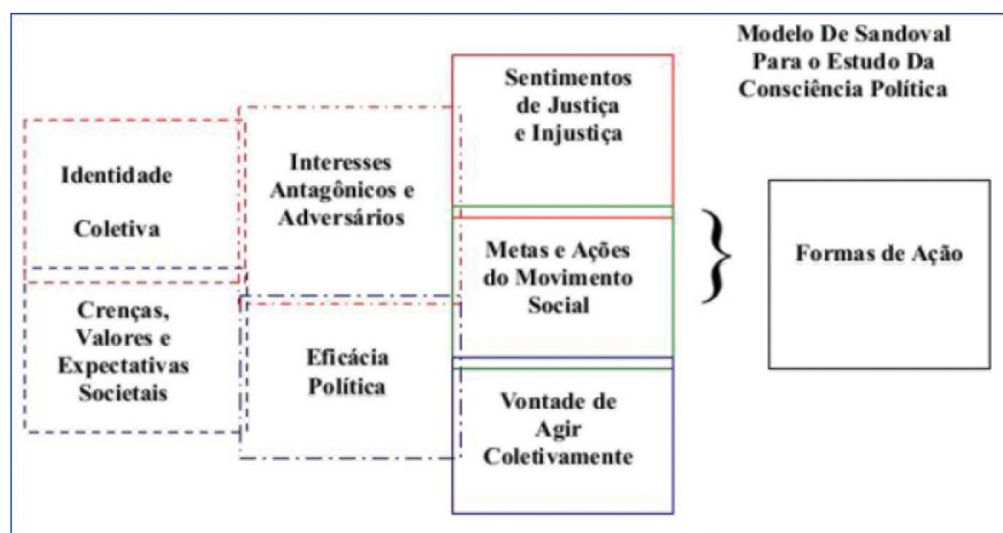 Modelo De Sandoval
Para o Estudo Da
Consciência Política
Identidade
Coletiva
Crenças,
Valores e
Expectativas
Societais
Interesses
Antagônicos e
Adversários
Eficácia
Política
Sentimentos
de Justiça
e Injustiça
Metas e Ações
do Movimento
Social
Vontade de
Agir
Coletivamente
}
Formas de Ação